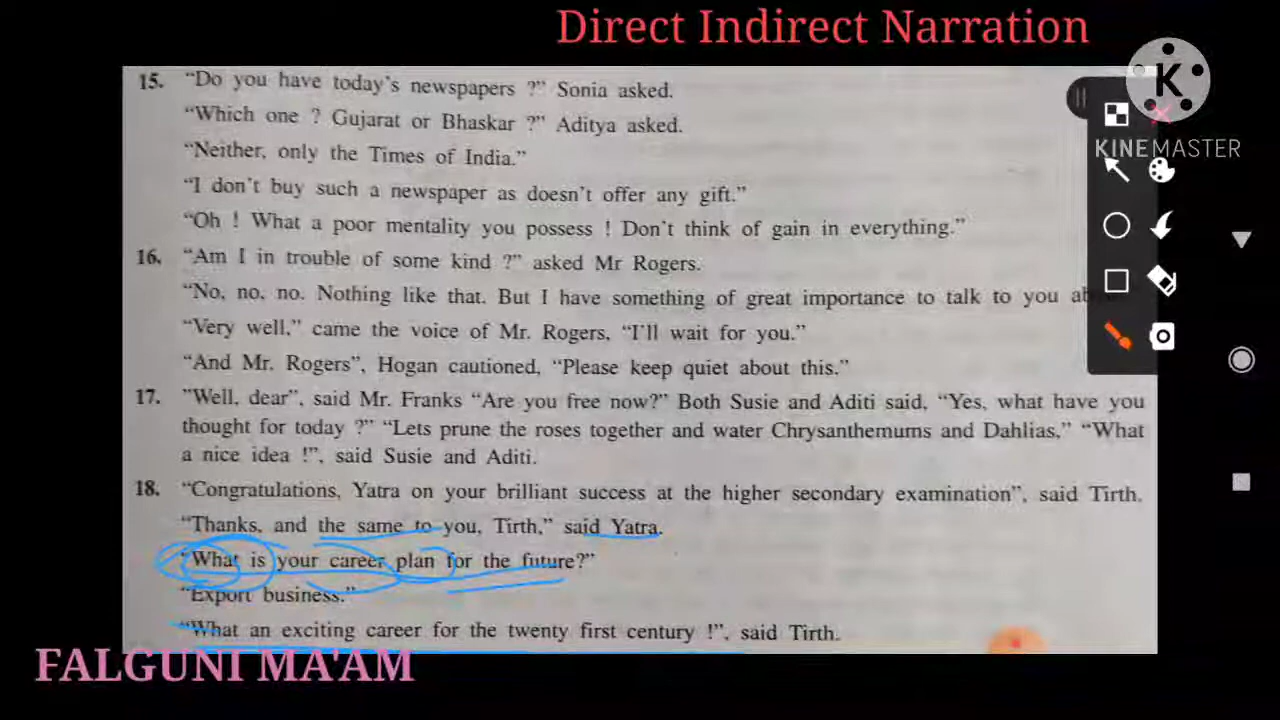 Direct Indirect Narration
KINEMASTER
15. “Do you have today's newspapers ?” Sonia asked.
“Which one ? Gujarat or Bhaskar ?” Aditya asked.
“Neither, only the Times of India.”
“I don't buy such a newspaper as doesn't offer any gift.”
“Oh ! What a poor mentality you possess ! Don't think of gain in everything.”
16. “Am I in trouble of some kind ?” asked Mr Rogers.
“No, no, no. Nothing like that. But I have something of great importance to talk to you
“Very well,” came the voice of Mr. Rogers, “I'll wait for you.”
“And Mr. Rogers”, Hogan cautioned, “Please keep quiet about this.”
17. “Well, dear”, said Mr. Franks “Are you free now?” Both Susie and Aditi said, “Yes, what have you
thought for today ?” “Lets prune the roses together and water Chrysanthemums and Dahlias,” “What
a nice idea !”, said Susie and Aditi.
18. “Congratulations, Yatra on your brilliant success at the higher secondary examination”, said Tirth.
“Thanks, and the same to you, Tirth,” said Yatra.
“What is your career plan for the future?”
“Export business.”
“What an exciting career for the twenty first century !”, said Tirth.
FALGUNI MA'AM